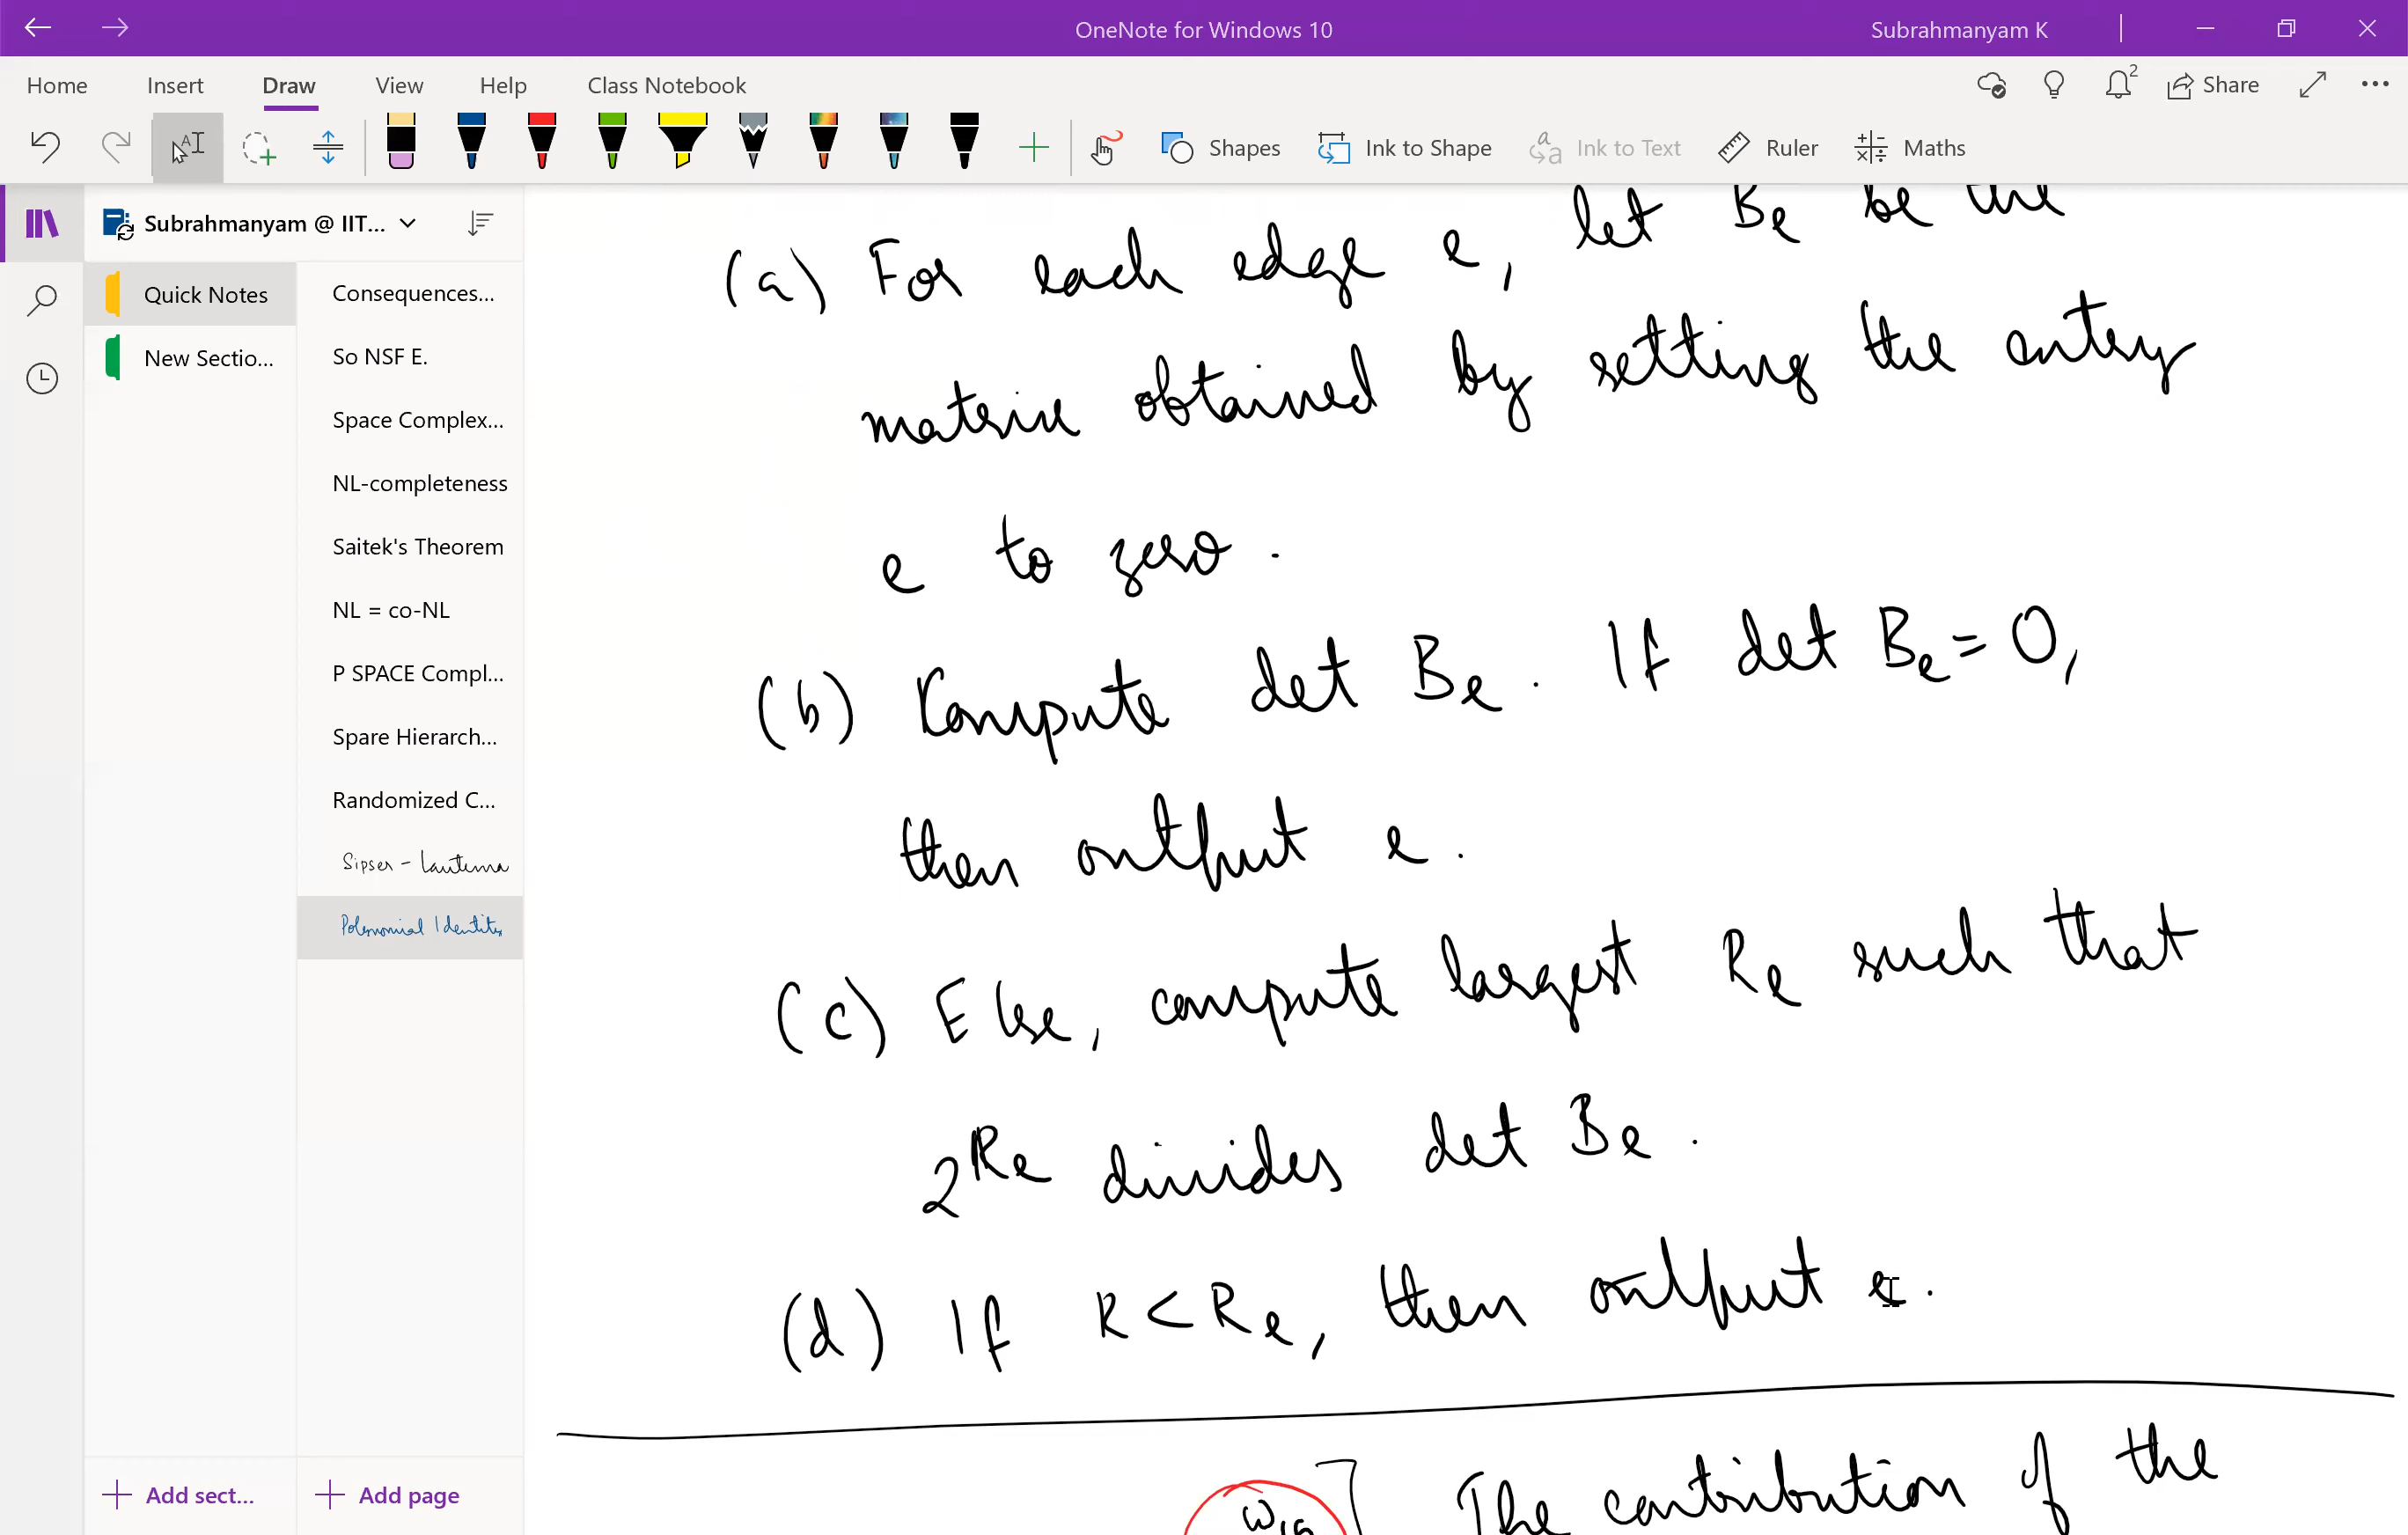 OneNote for Windows 10
Subrahmanyam K
Home Insert Draw View Help Class Notebook
2 Share
Shapes Ink to Shape Ink to Text Ruler Maths
Subrahmanyam @ IIT...
Quick Notes
New Sectio...
Consequences...
So NSF E.
Space Complex...
NL-completeness
Saitek's Theorem
NL = co-NL
P SPACE Compl...
Spare Hierarch...
Randomized C...
Sipser - Lautema
Polynomial Identity
Add sect...
Add page
(a) For each edge e, let Be be the
matrix obtained by setting the entry
e to zero.
(b) Compute det Be. If det Be = 0,
then output e.
(c) Else, compute largest Re such that
2^Re divides det Be.
(d) If R < Re, then output e.
The contribution of the